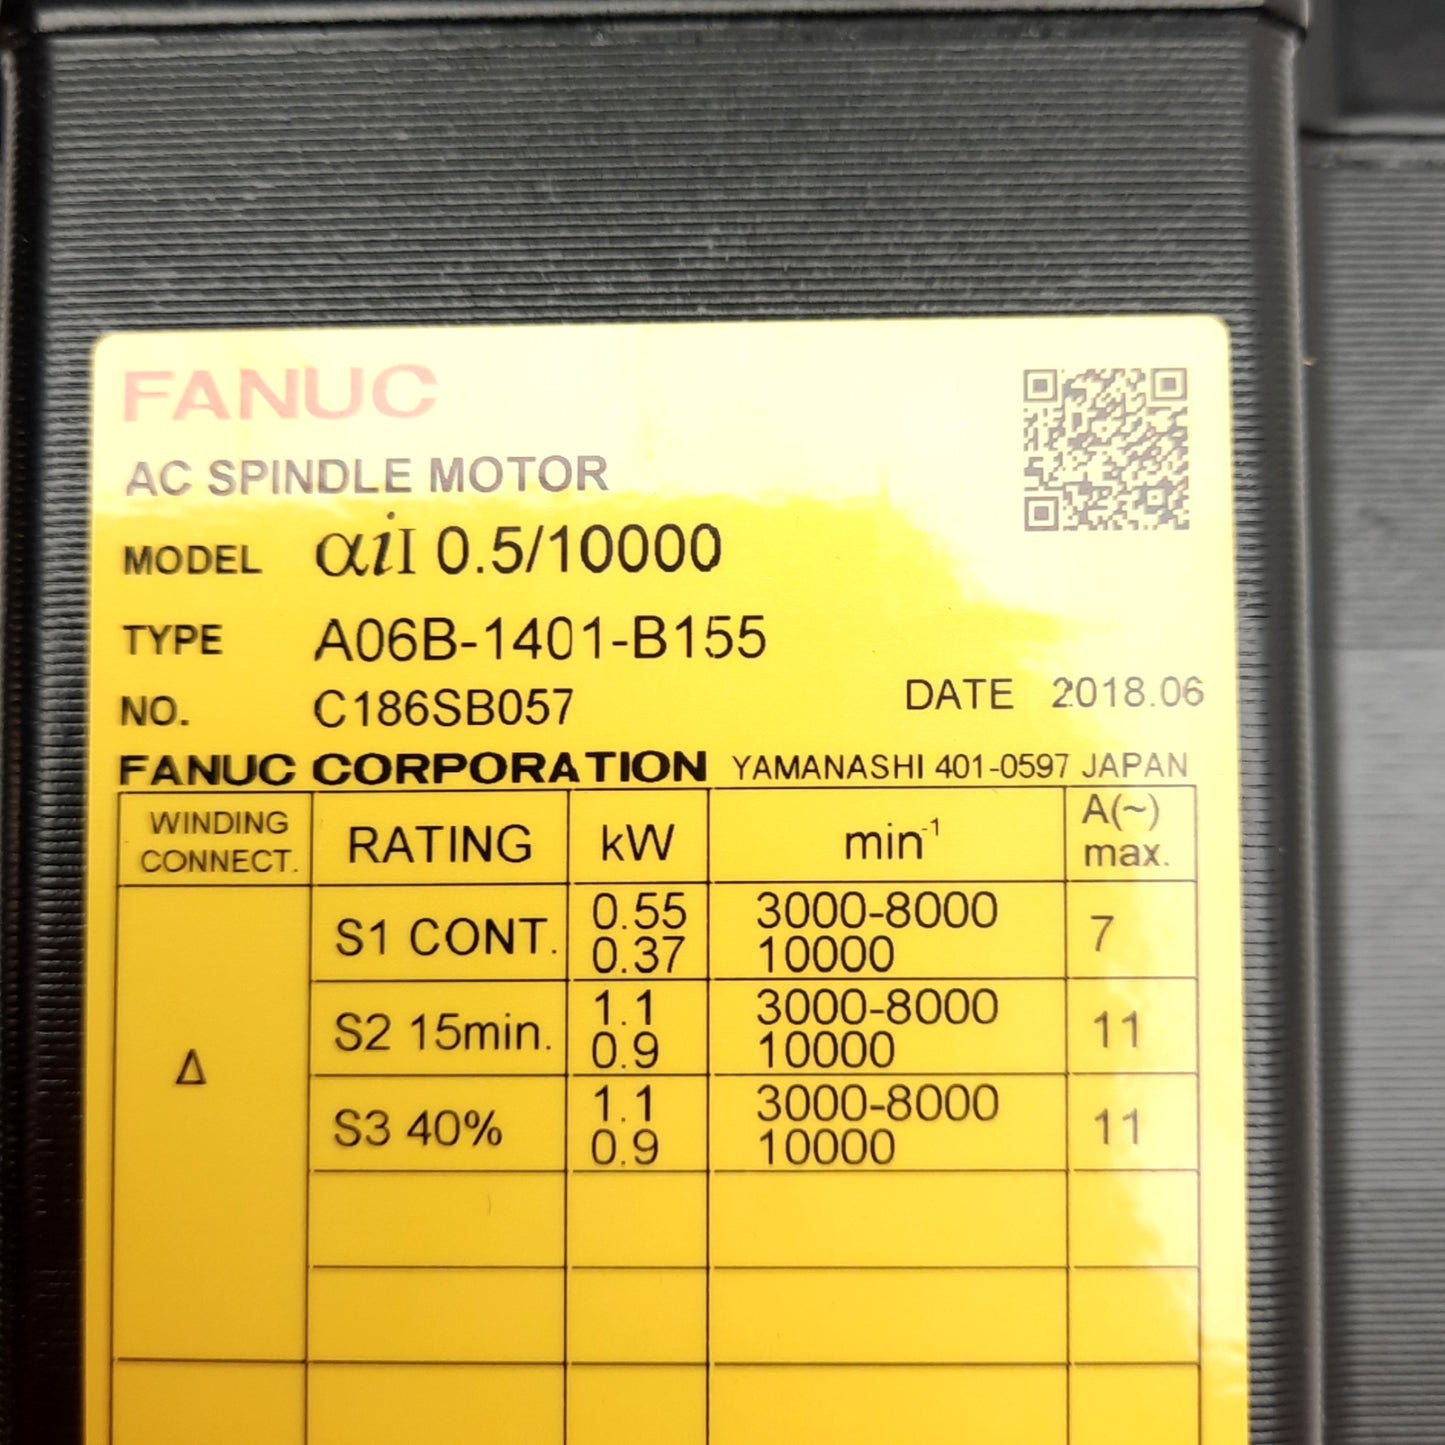 FANUC
AC SPINDLE MOTOR
MODEL αiI 0.5/10000
TYPE A06B-1401-B155
NO. C186SB057 DATE 2018.06
FANUC CORPORATION YAMANASHI 401-0597 JAPAN
WINDING CONNECT. RATING kW min-1 A(~) max.
Δ S1 CONT. 0.55 3000-8000 7
0.37 10000
S2 15min. 1.1 3000-8000 11
0.9 10000
S3 40% 1.1 3000-8000 11
0.9 10000